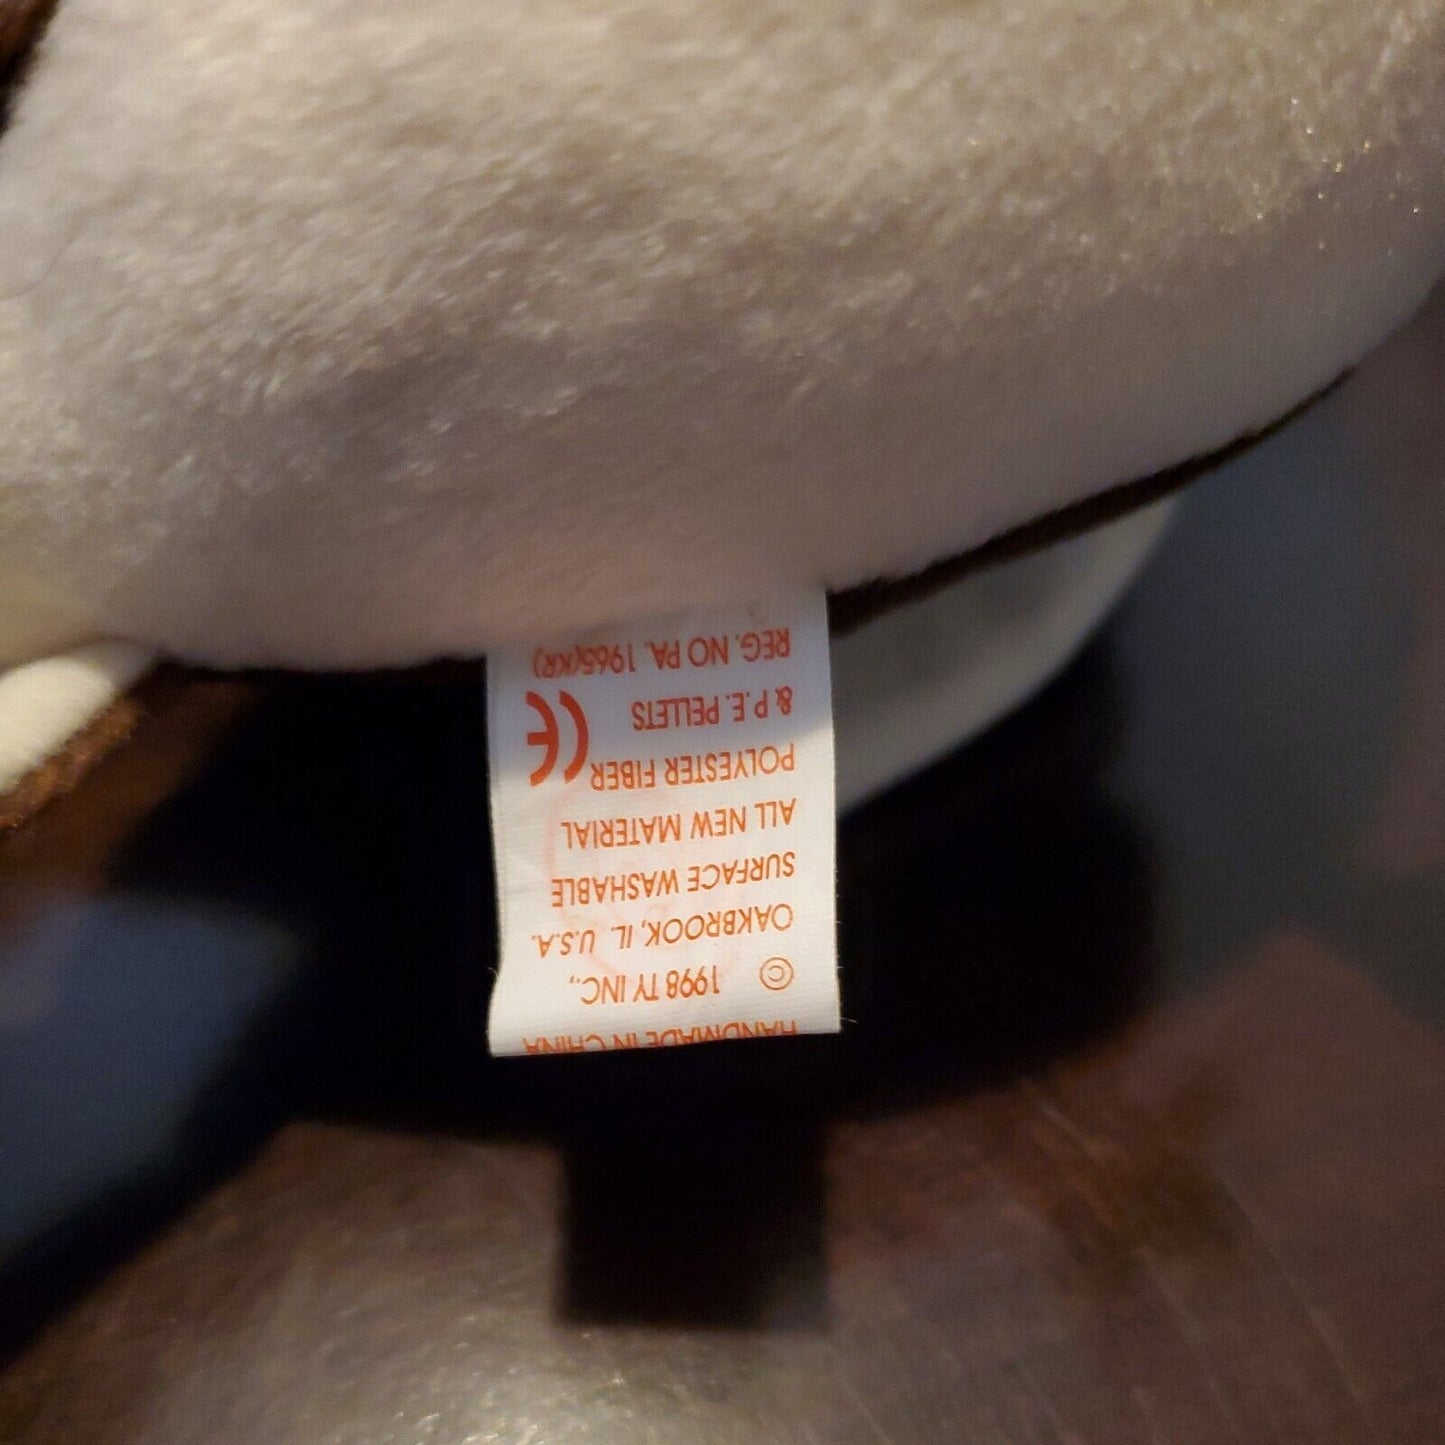 HANDMADE IN CHINA
© 1998 TY INC.,
OAKBROOK, IL. U.S.A.
SURFACE WASHABLE
ALL NEW MATERIAL
POLYESTER FIBER
& P.E. PELLETS CE
REG. NO PA. 1965(KR)